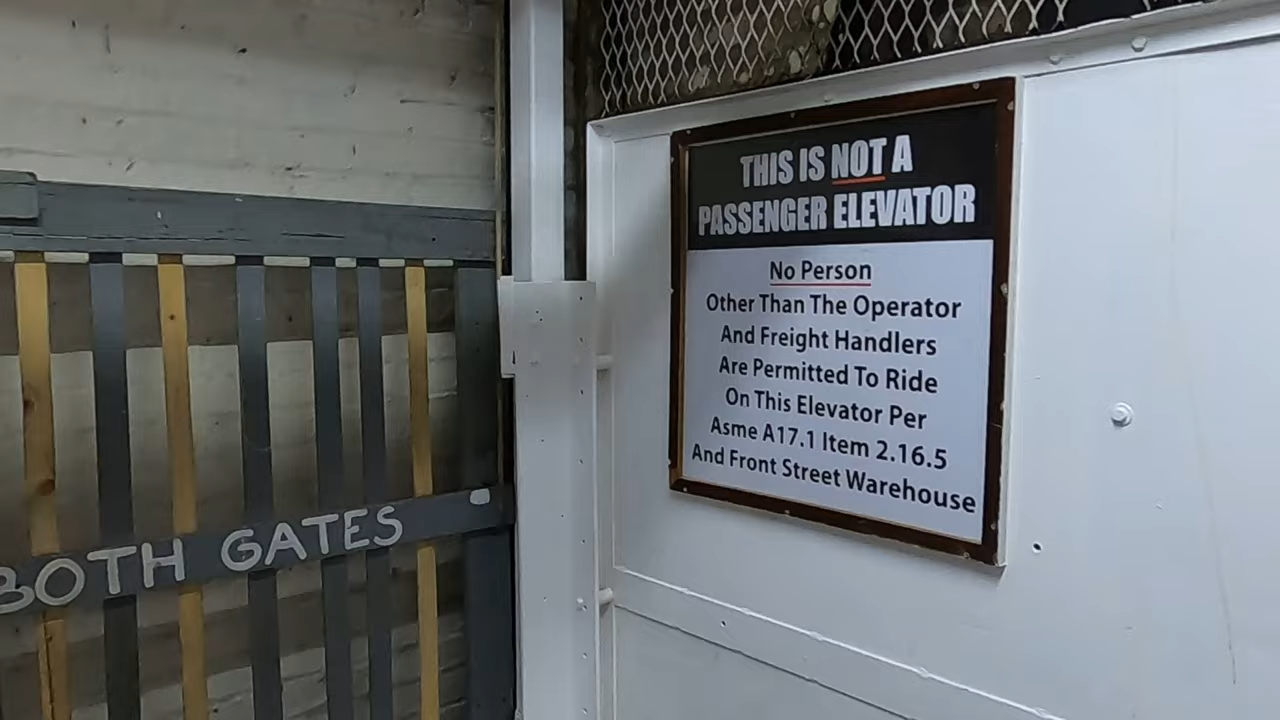 THIS IS NOT A
PASSENGER ELEVATOR
No Person
Other Than The Operator
And Freight Handlers
Are Permitted To Ride
On This Elevator Per
Asme A17.1 Item 2.16.5
And Front Street Warehouse
BOTH GATES